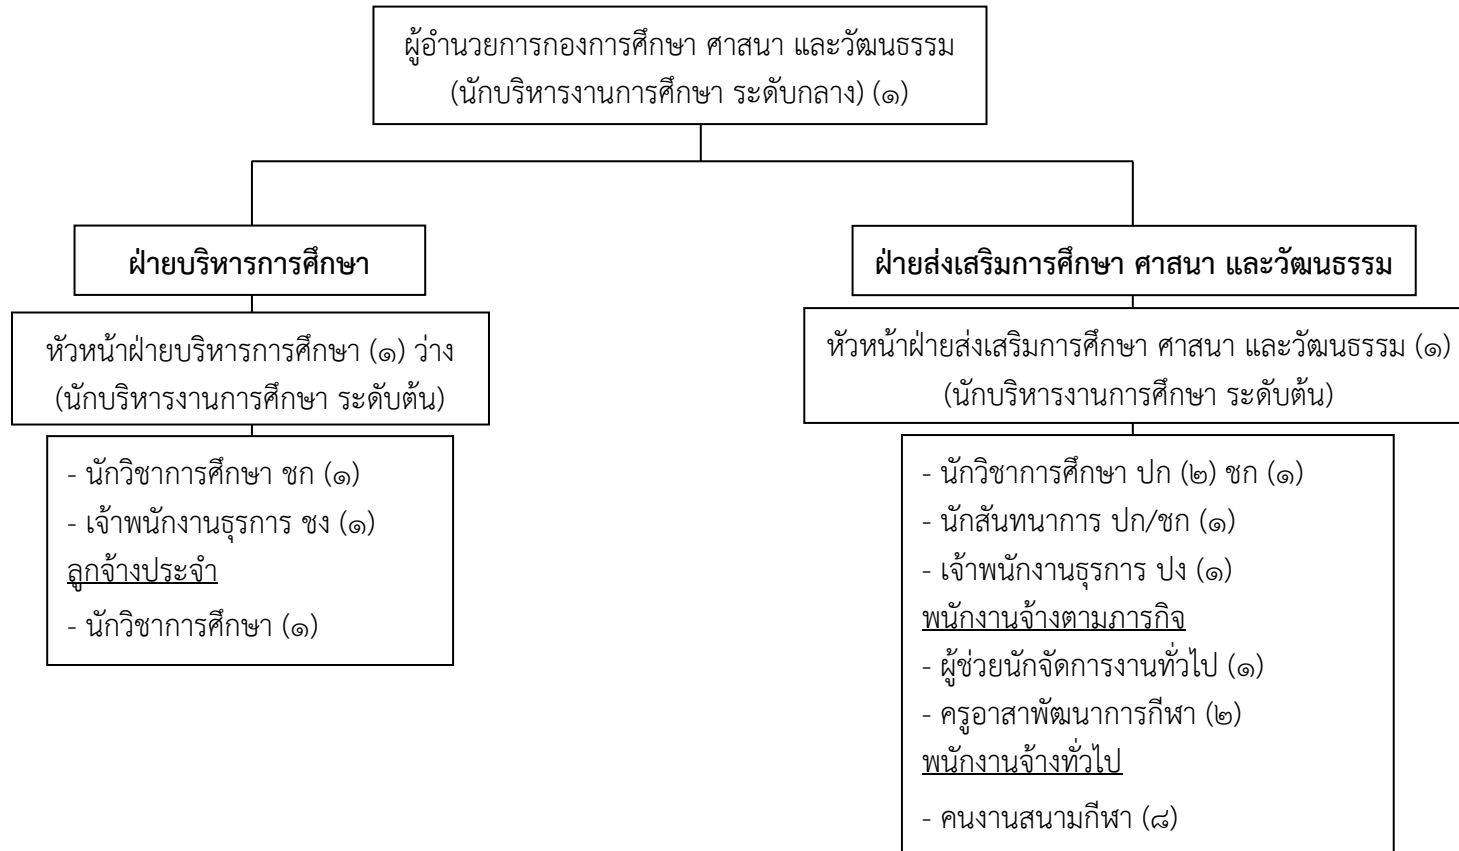 ผู้อำนวยการกองการศึกษา ศาสนา และวัฒนธรรม
(นักบริหารงานการศึกษา ระดับกลาง) (๑)
ฝ่ายบริหารการศึกษา
หัวหน้าฝ่ายบริหารการศึกษา (๑) ว่าง
(นักบริหารงานการศึกษา ระดับต้น)
- นักวิชาการศึกษา ชก (๑)
- เจ้าพนักงานธุรการ ชง (๑)
ลูกจ้างประจำ
- นักวิชาการศึกษา (๑)
ฝ่ายส่งเสริมการศึกษา ศาสนา และวัฒนธรรม
หัวหน้าฝ่ายส่งเสริมการศึกษา ศาสนา และวัฒนธรรม (๑)
(นักบริหารงานการศึกษา ระดับต้น)
- นักวิชาการศึกษา ปก (๒) ชก (๑)
- นักสันทนาการ ปก/ชก (๑)
- เจ้าพนักงานธุรการ ปง (๑)
พนักงานจ้างตามภารกิจ
- ผู้ช่วยนักจัดการงานทั่วไป (๑)
- ครูอาสาพัฒนาการกีฬา (๒)
พนักงานจ้างทั่วไป
- คนงานสนามกีฬา (๘)